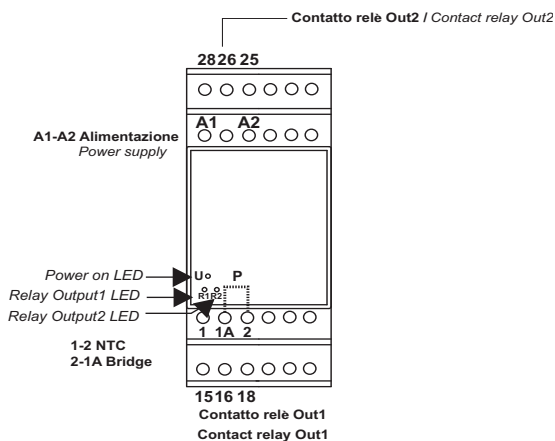 Contatto relè Out2 / Contact relay Out2
28 26 25
A1 A2
A1-A2 Alimentazione
Power supply
U P
Power on LED
R1 R2
Relay Output1 LED
Relay Output2 LED
1 1A 2
1-2 NTC
2-1A Bridge
15 16 18
Contatto relè Out1
Contact relay Out1